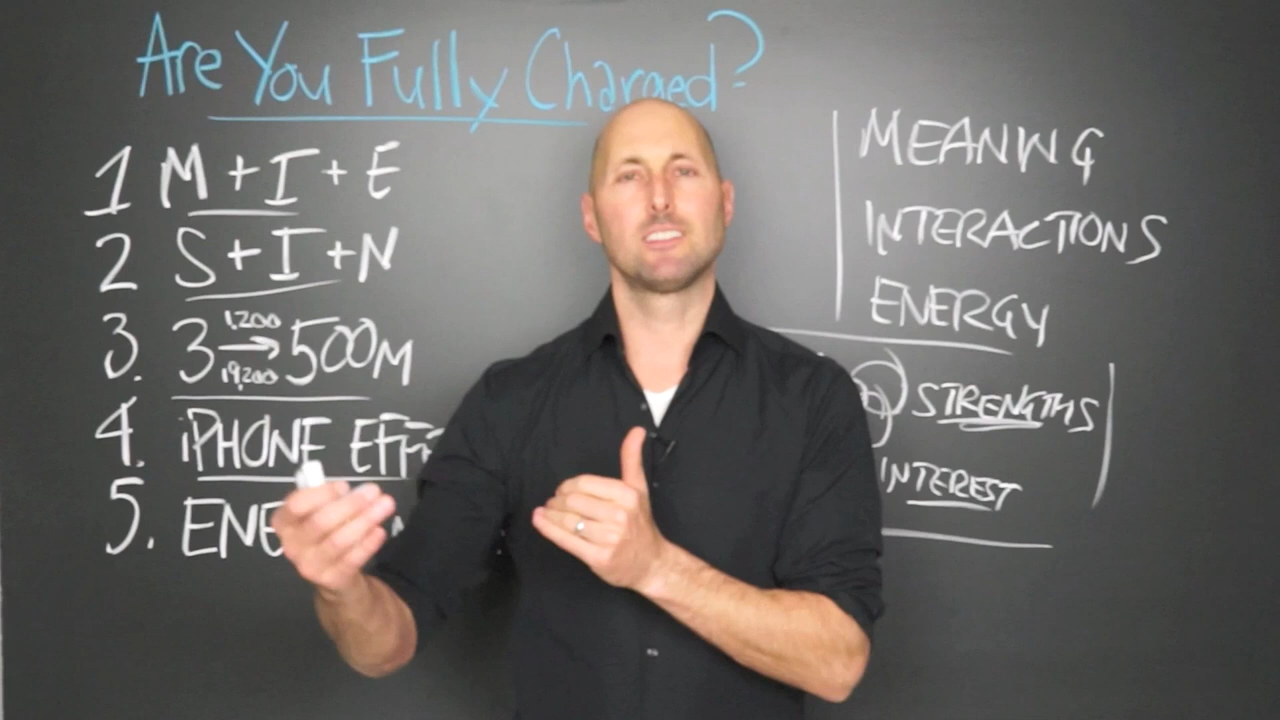 Are You Fully Charged?
1 M + I + E
2 S + I + N
3. 3 1,200 → 19,200 500M
4. iPHONE
5.
MEANING
INTERACTIONS
ENERGY
STRENGTHS
INTEREST